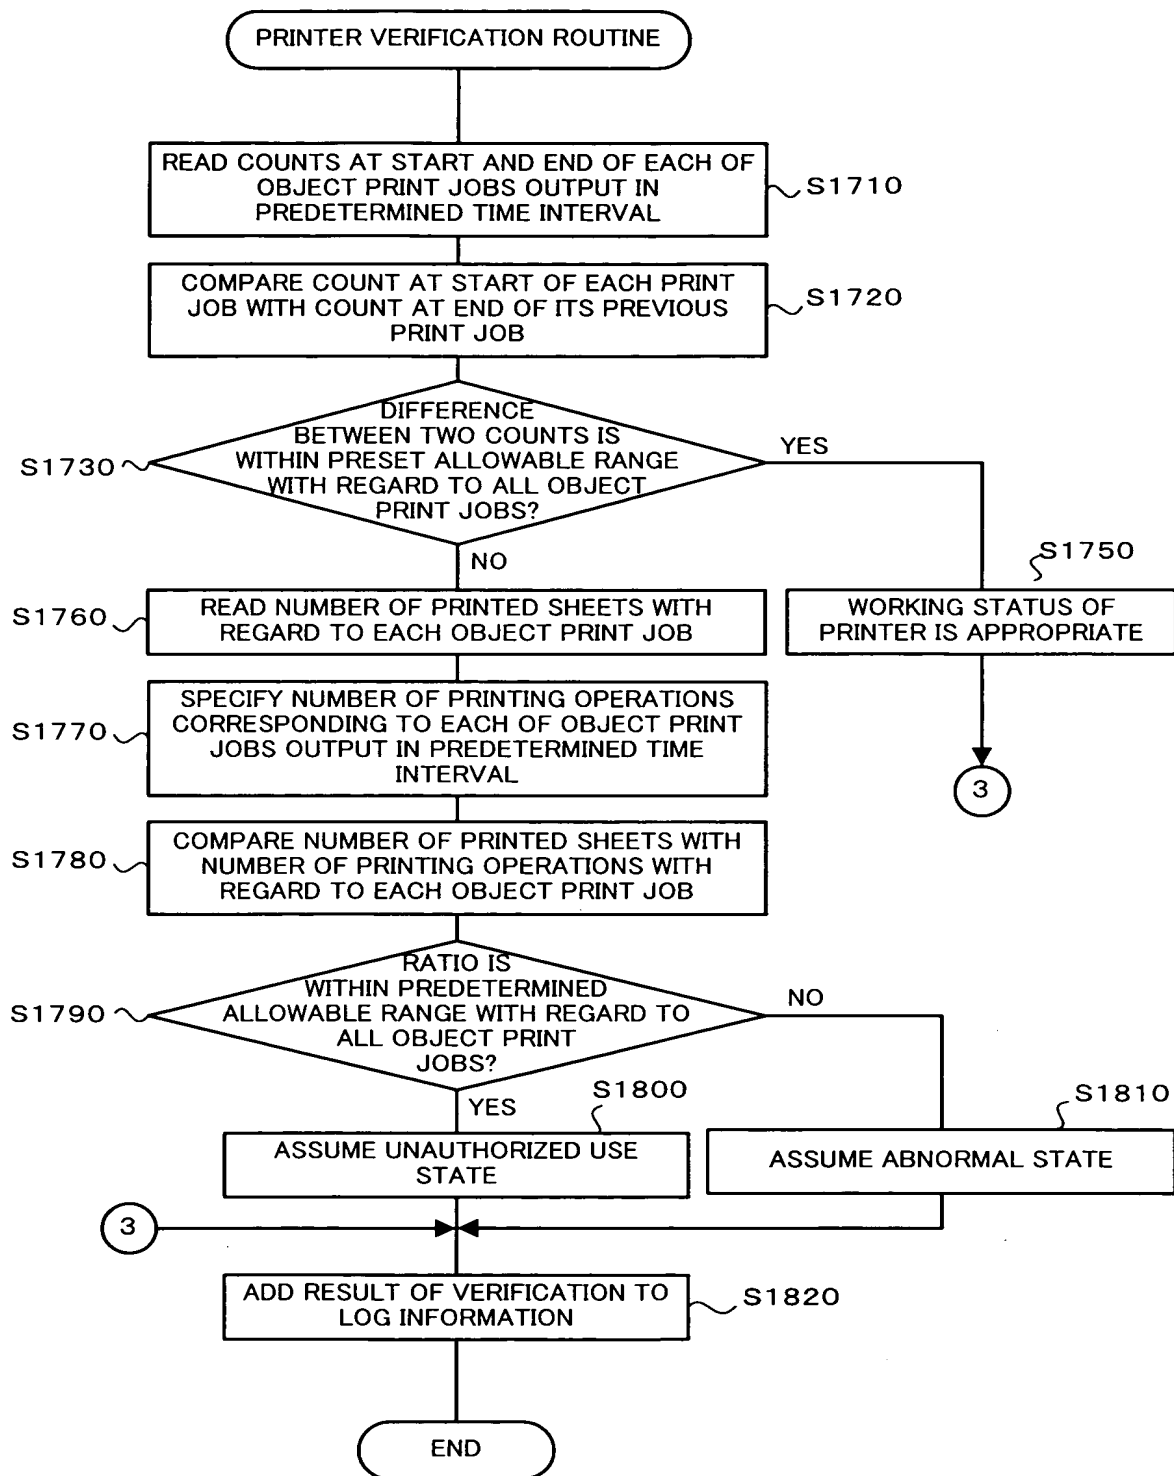 PRINTER VERIFICATION ROUTINE
READ COUNTS AT START AND END OF EACH OF
OBJECT PRINT JOBS OUTPUT IN
PREDETERMINED TIME INTERVAL
S1710
COMPARE COUNT AT START OF EACH PRINT
JOB WITH COUNT AT END OF ITS PREVIOUS
PRINT JOB
S1720
DIFFERENCE
BETWEEN TWO COUNTS IS
WITHIN PRESET ALLOWABLE RANGE
WITH REGARD TO ALL OBJECT
PRINT JOBS?
S1730
YES
NO
S1750
WORKING STATUS OF
PRINTER IS APPROPRIATE
3
S1760
READ NUMBER OF PRINTED SHEETS WITH
REGARD TO EACH OBJECT PRINT JOB
S1770
SPECIFY NUMBER OF PRINTING OPERATIONS
CORRESPONDING TO EACH OF OBJECT PRINT
JOBS OUTPUT IN PREDETERMINED TIME
INTERVAL
S1780
COMPARE NUMBER OF PRINTED SHEETS WITH
NUMBER OF PRINTING OPERATIONS WITH
REGARD TO EACH OBJECT PRINT JOB
S1790
RATIO IS
WITHIN PREDETERMINED
ALLOWABLE RANGE WITH REGARD TO
ALL OBJECT PRINT
JOBS?
NO
YES
S1800
ASSUME UNAUTHORIZED USE
STATE
S1810
ASSUME ABNORMAL STATE
3
ADD RESULT OF VERIFICATION TO
LOG INFORMATION
S1820
END